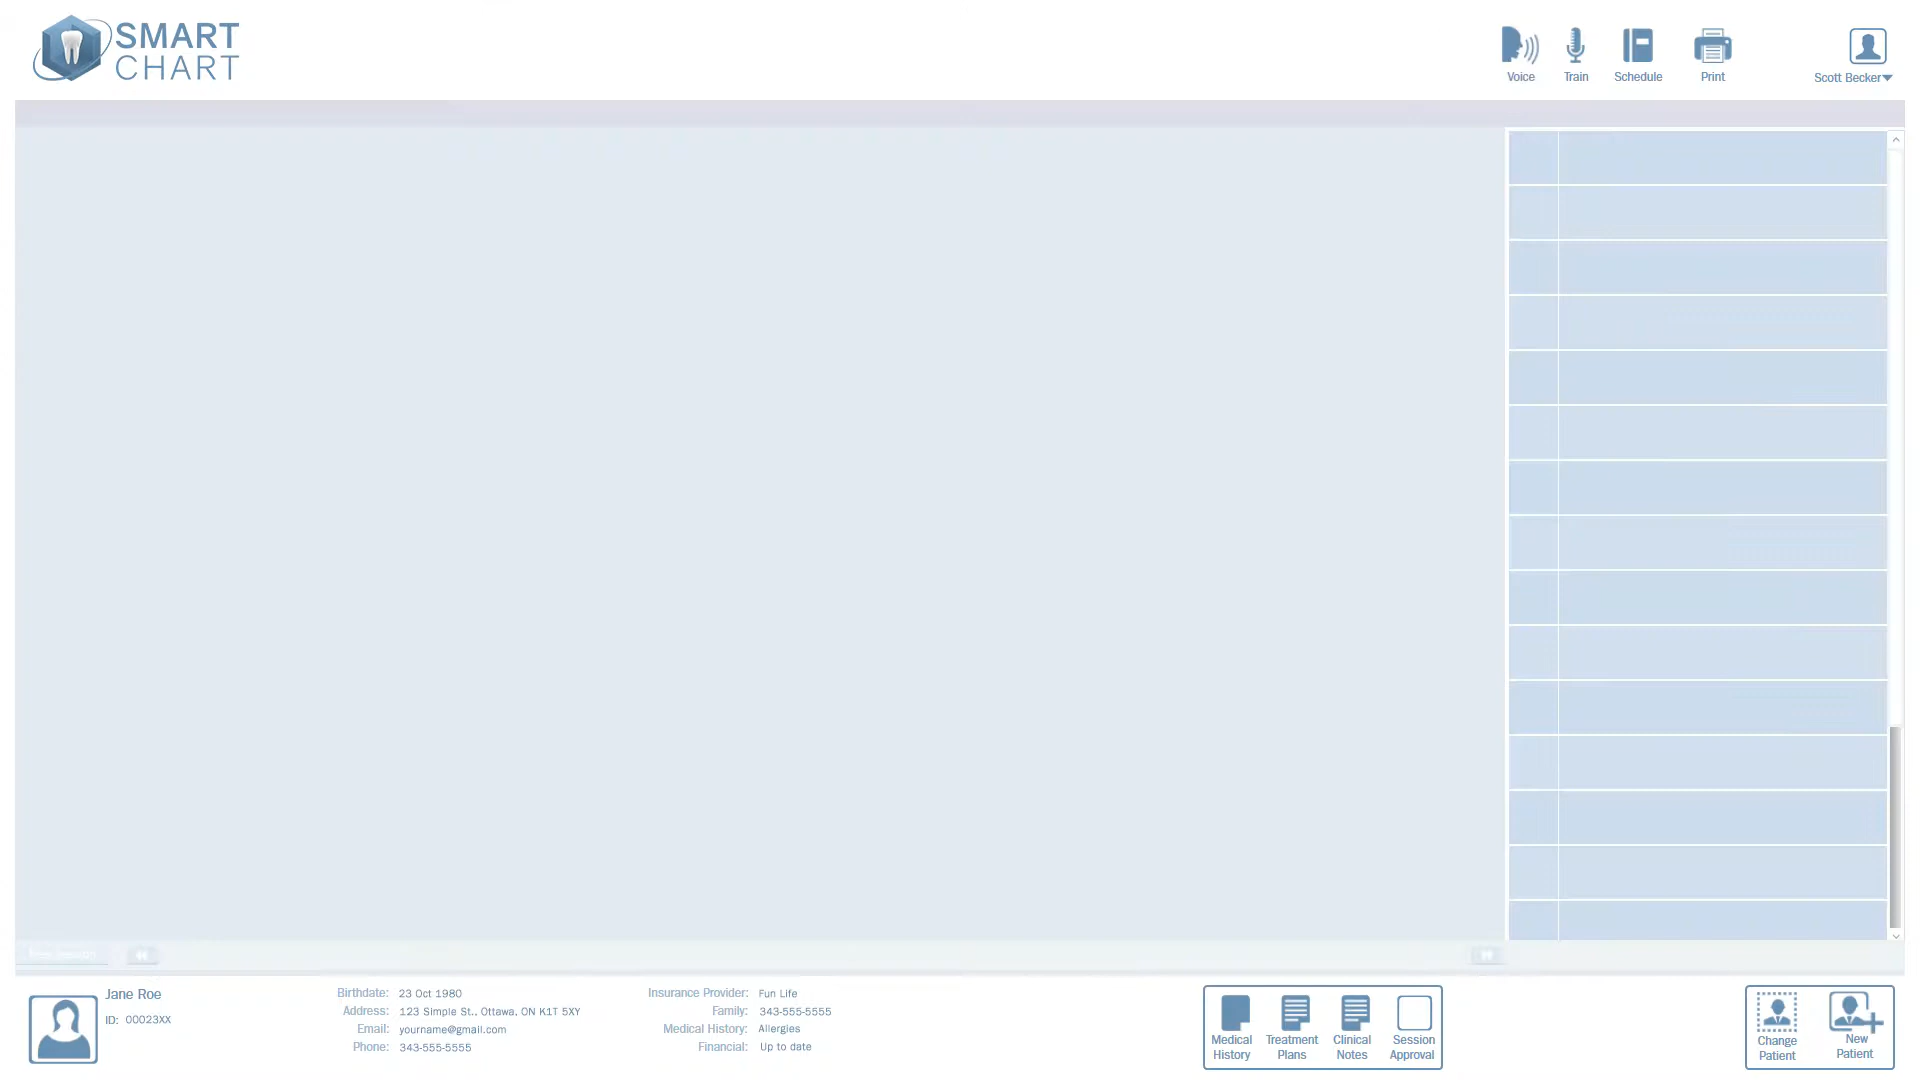 SMART
CHART
Voice
Train
Schedule
Print
Scott Becker
Jane Roe
ID: 00023XX
Birthdate: 23 Oct 1980
Address: 123 Simple St., Ottawa, ON K1T 5XY
Email: yourname@gmail.com
Phone: 343-555-5555
Insurance Provider: Fun Life
Family: 343-555-5555
Medical History: Allergies
Financial: Up to date
Medical
History
Treatment
Plans
Clinical
Notes
Session
Approval
Change
Patient
New
Patient